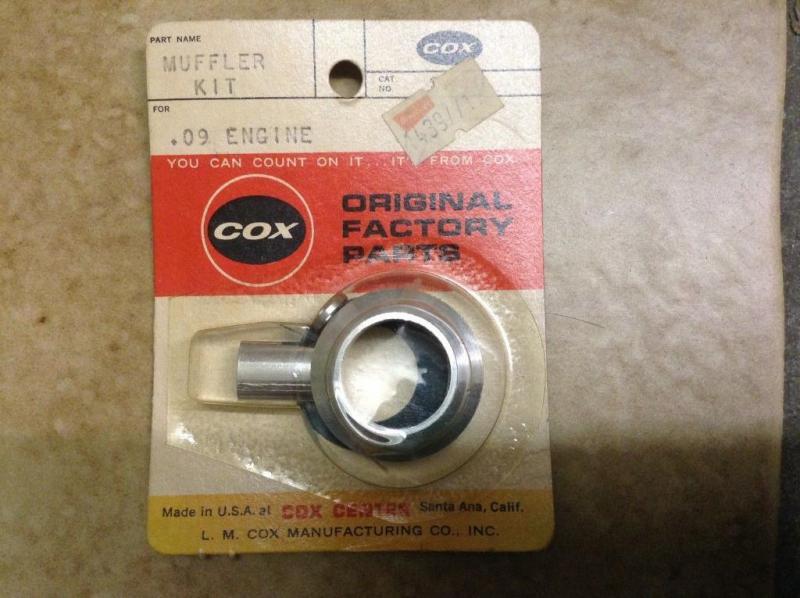 PART NAME
COX
MUFFLER
KIT
CAT.
NO
FOR
.09 ENGINE
YOU CAN COUNT ON IT... IT'S FROM COX
COX
ORIGINAL
FACTORY
PARTS
Made in U.S.A. at COX CENTER Santa Ana, Calif.
L. M. COX MANUFACTURING CO., INC.